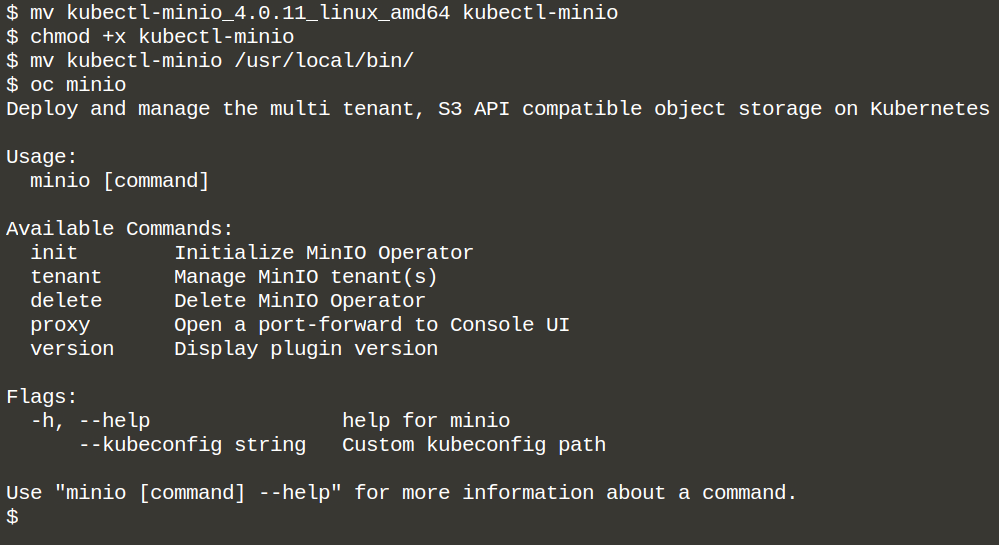 $ mv kubectl-minio_4.0.11_linux_amd64 kubectl-minio
$ chmod +x kubectl-minio
$ mv kubectl-minio /usr/local/bin/
$ oc minio
Deploy and manage the multi tenant, S3 API compatible object storage on Kubernetes
Usage:
  minio [command]
Available Commands:
  init        Initialize MinIO Operator
  tenant      Manage MinIO tenant(s)
  delete      Delete MinIO Operator
  proxy       Open a port-forward to Console UI
  version     Display plugin version
Flags:
  -h, --help                help for minio
      --kubeconfig string   Custom kubeconfig path
Use "minio [command] --help" for more information about a command.
$